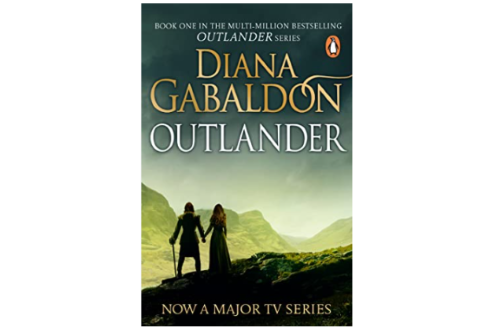 BOOK ONE IN THE MULTI-MILLION BESTSELLING
OUTLANDER SERIES
DIANA
GABALDON
OUTLANDER
NOW A MAJOR TV SERIES